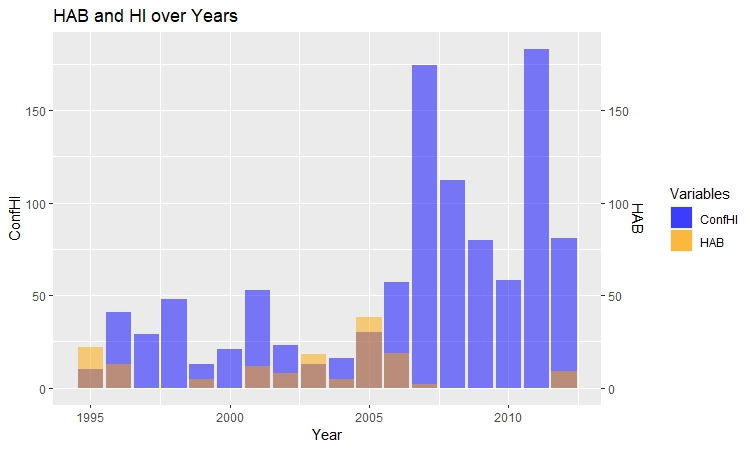 HAB and HI over Years
ConfHI
150
100
50
0
150
100
50
0
HAB
1995
2000
2005
2010
Year
Variables
ConfHI
HAB